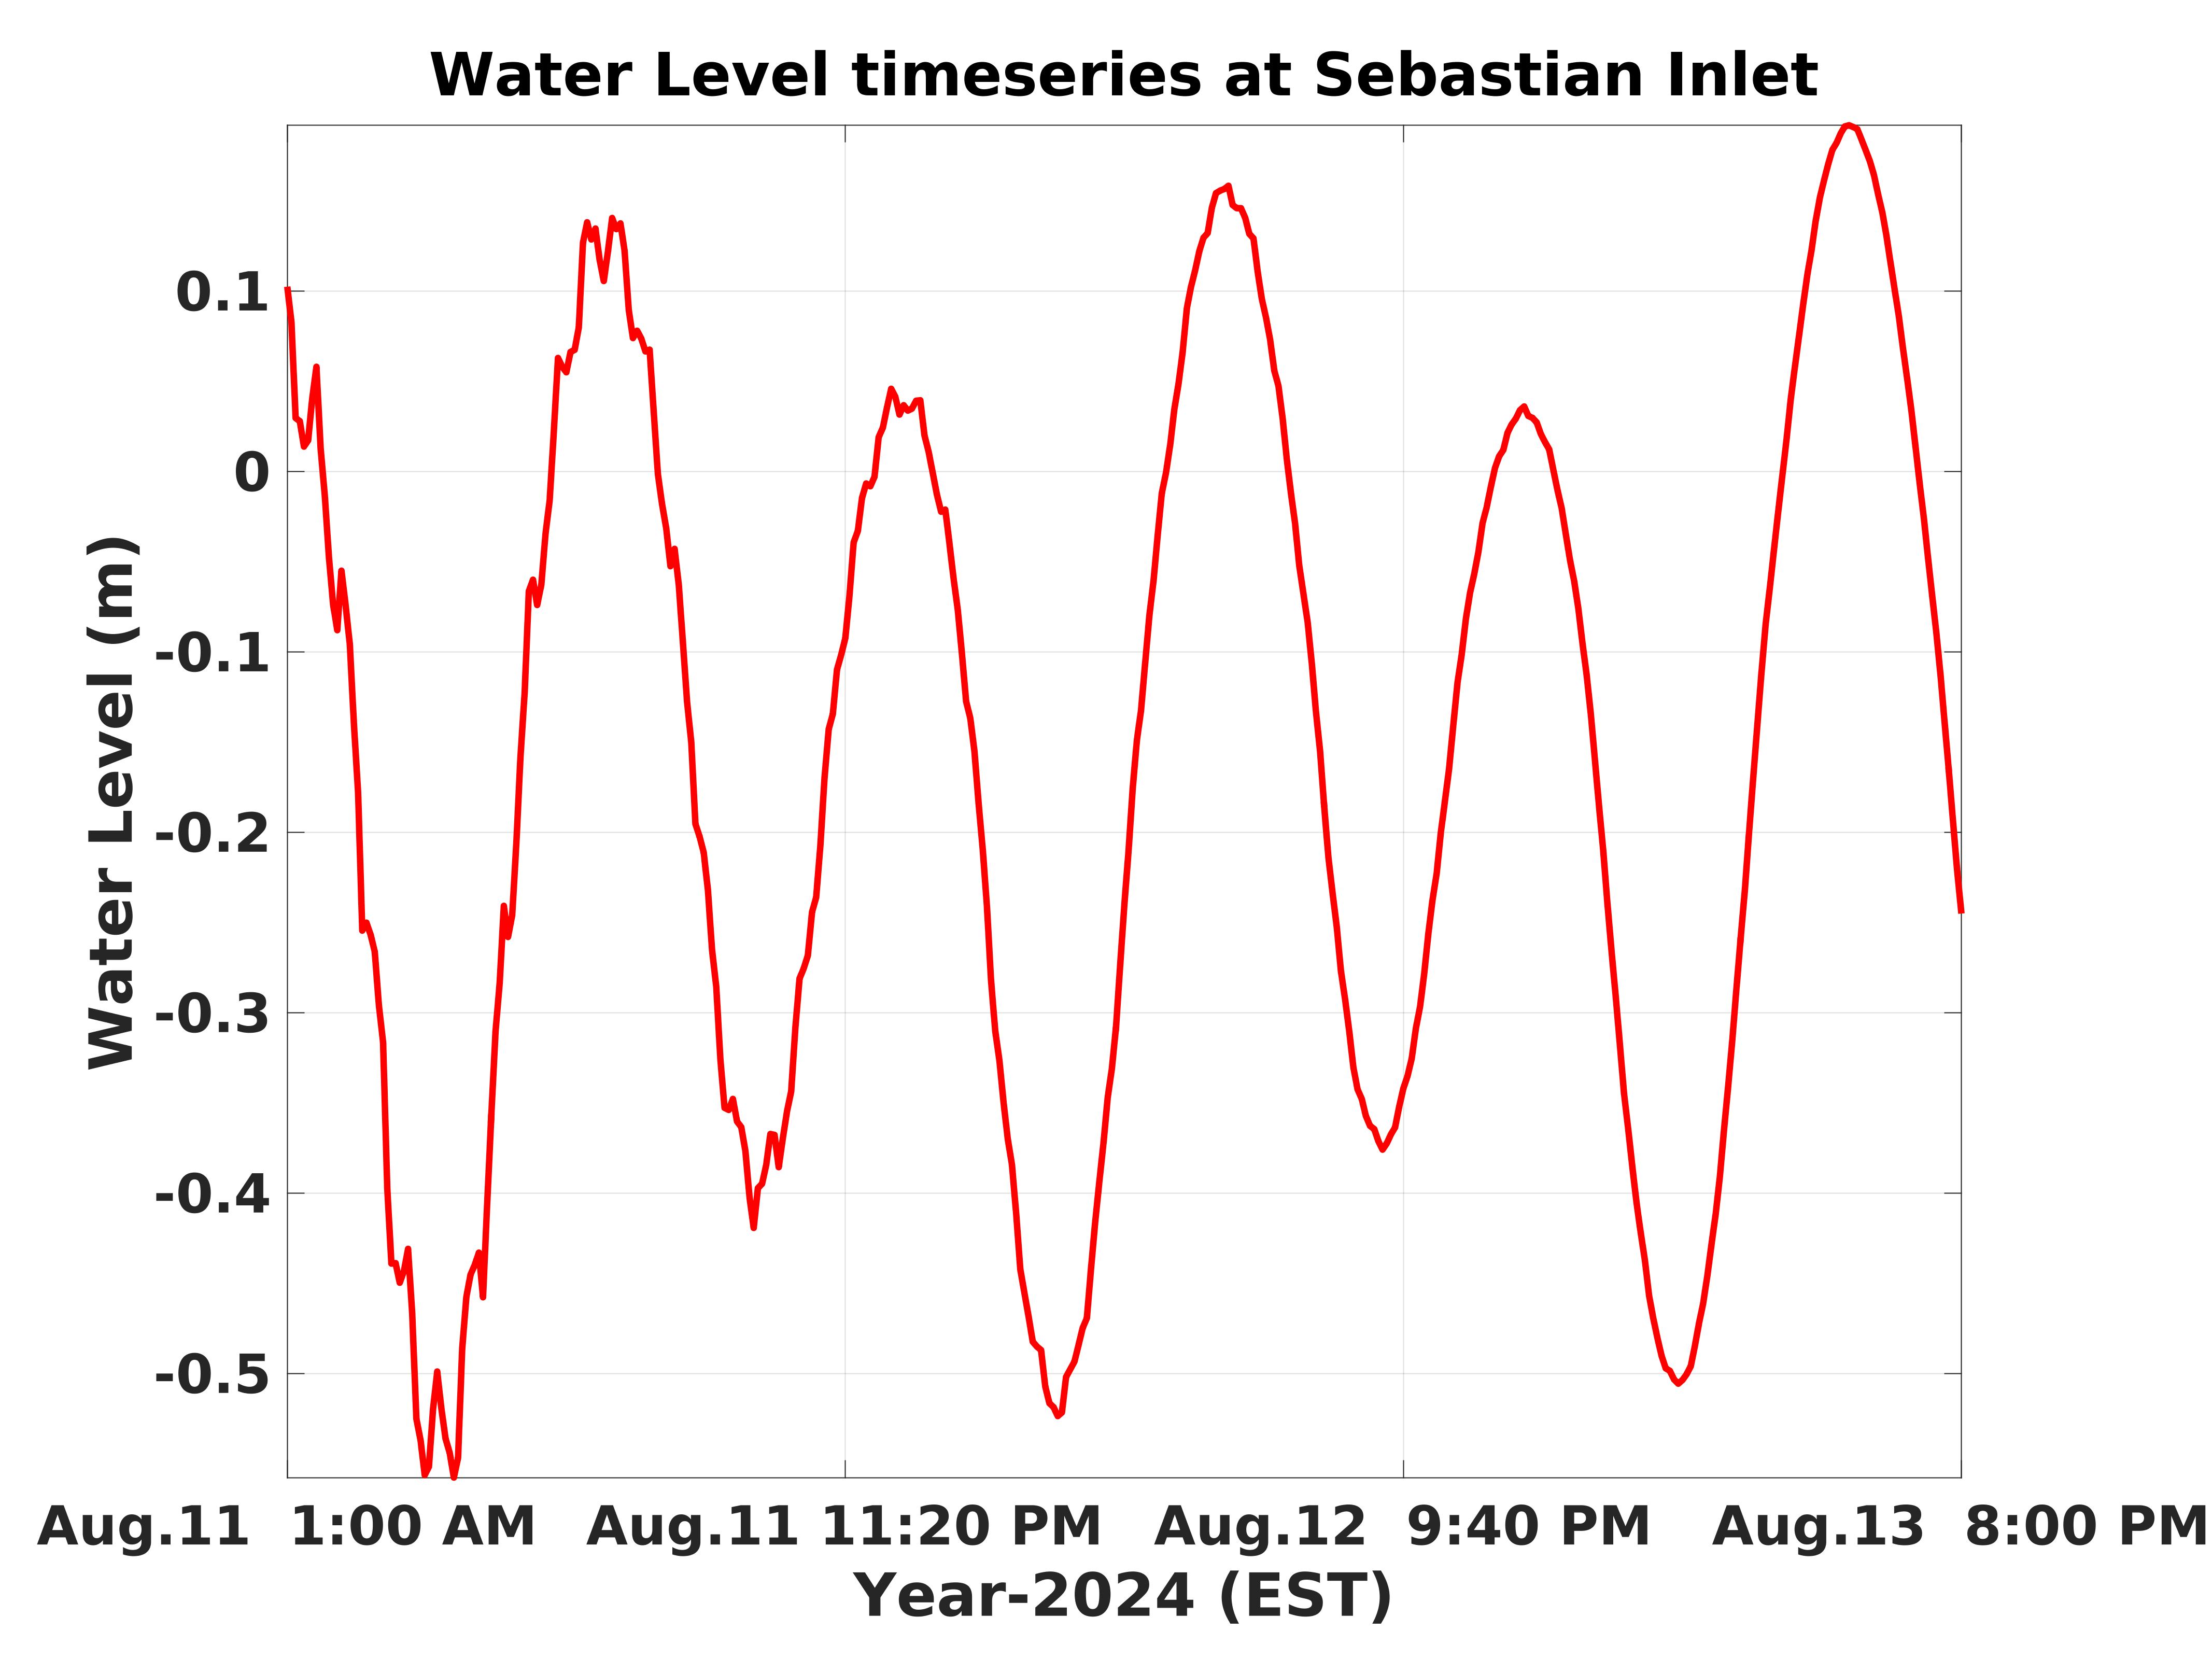 Water Level timeseries at Sebastian Inlet
Water Level (m)
0.1
0
-0.1
-0.2
-0.3
-0.4
-0.5
Aug.11  1:00 AM
Aug.11 11:20 PM
Aug.12  9:40 PM
Aug.13  8:00 PM
Year-2024 (EST)